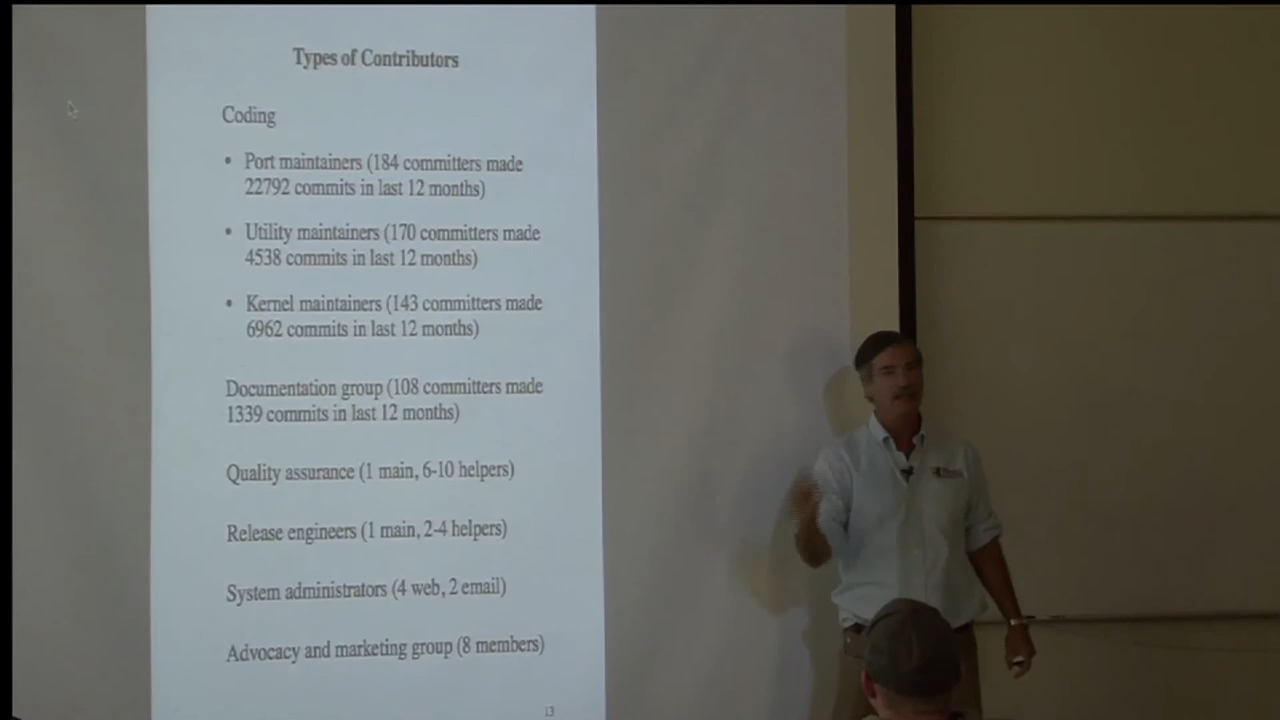 Types of Contributors
Coding
• Port maintainers (184 committers made
22792 commits in last 12 months)
• Utility maintainers (170 committers made
4538 commits in last 12 months)
• Kernel maintainers (143 committers made
6962 commits in last 12 months)
Documentation group (108 committers made
1339 commits in last 12 months)
Quality assurance (1 main, 6-10 helpers)
Release engineers (1 main, 2-4 helpers)
System administrators (4 web, 2 email)
Advocacy and marketing group (8 members)
13